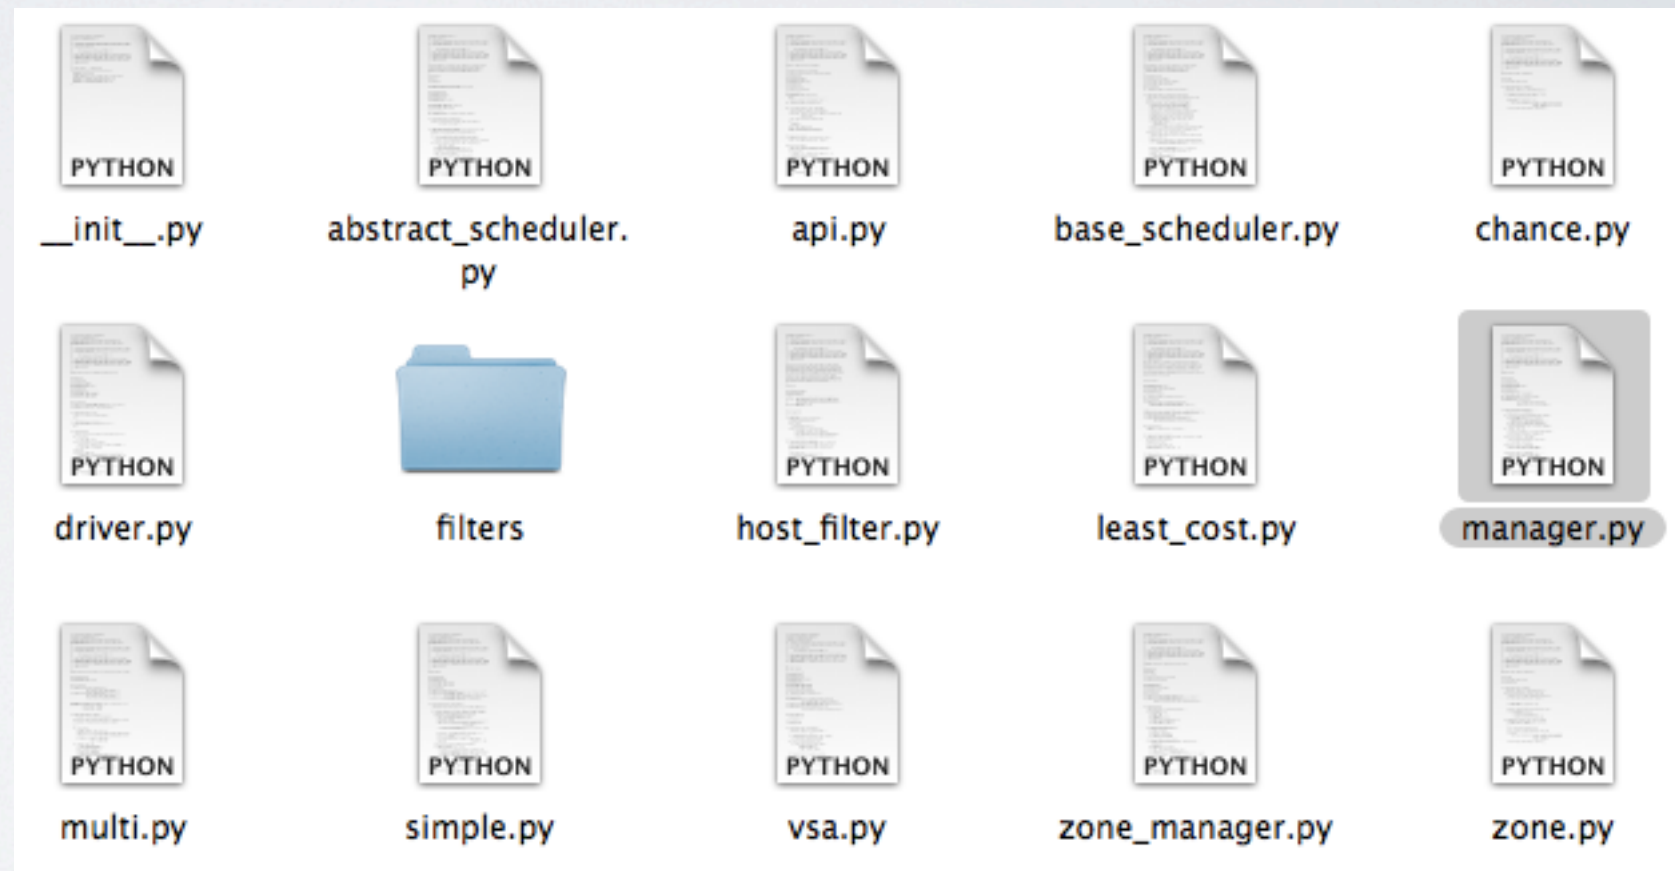 PYTHON PYTHON PYTHON PYTHON PYTHON
__init__.py abstract_scheduler. api.py base_scheduler.py chance.py
py
PYTHON PYTHON PYTHON PYTHON
driver.py filters host_filter.py least_cost.py manager.py
PYTHON PYTHON PYTHON PYTHON PYTHON
multi.py simple.py vsa.py zone_manager.py zone.py